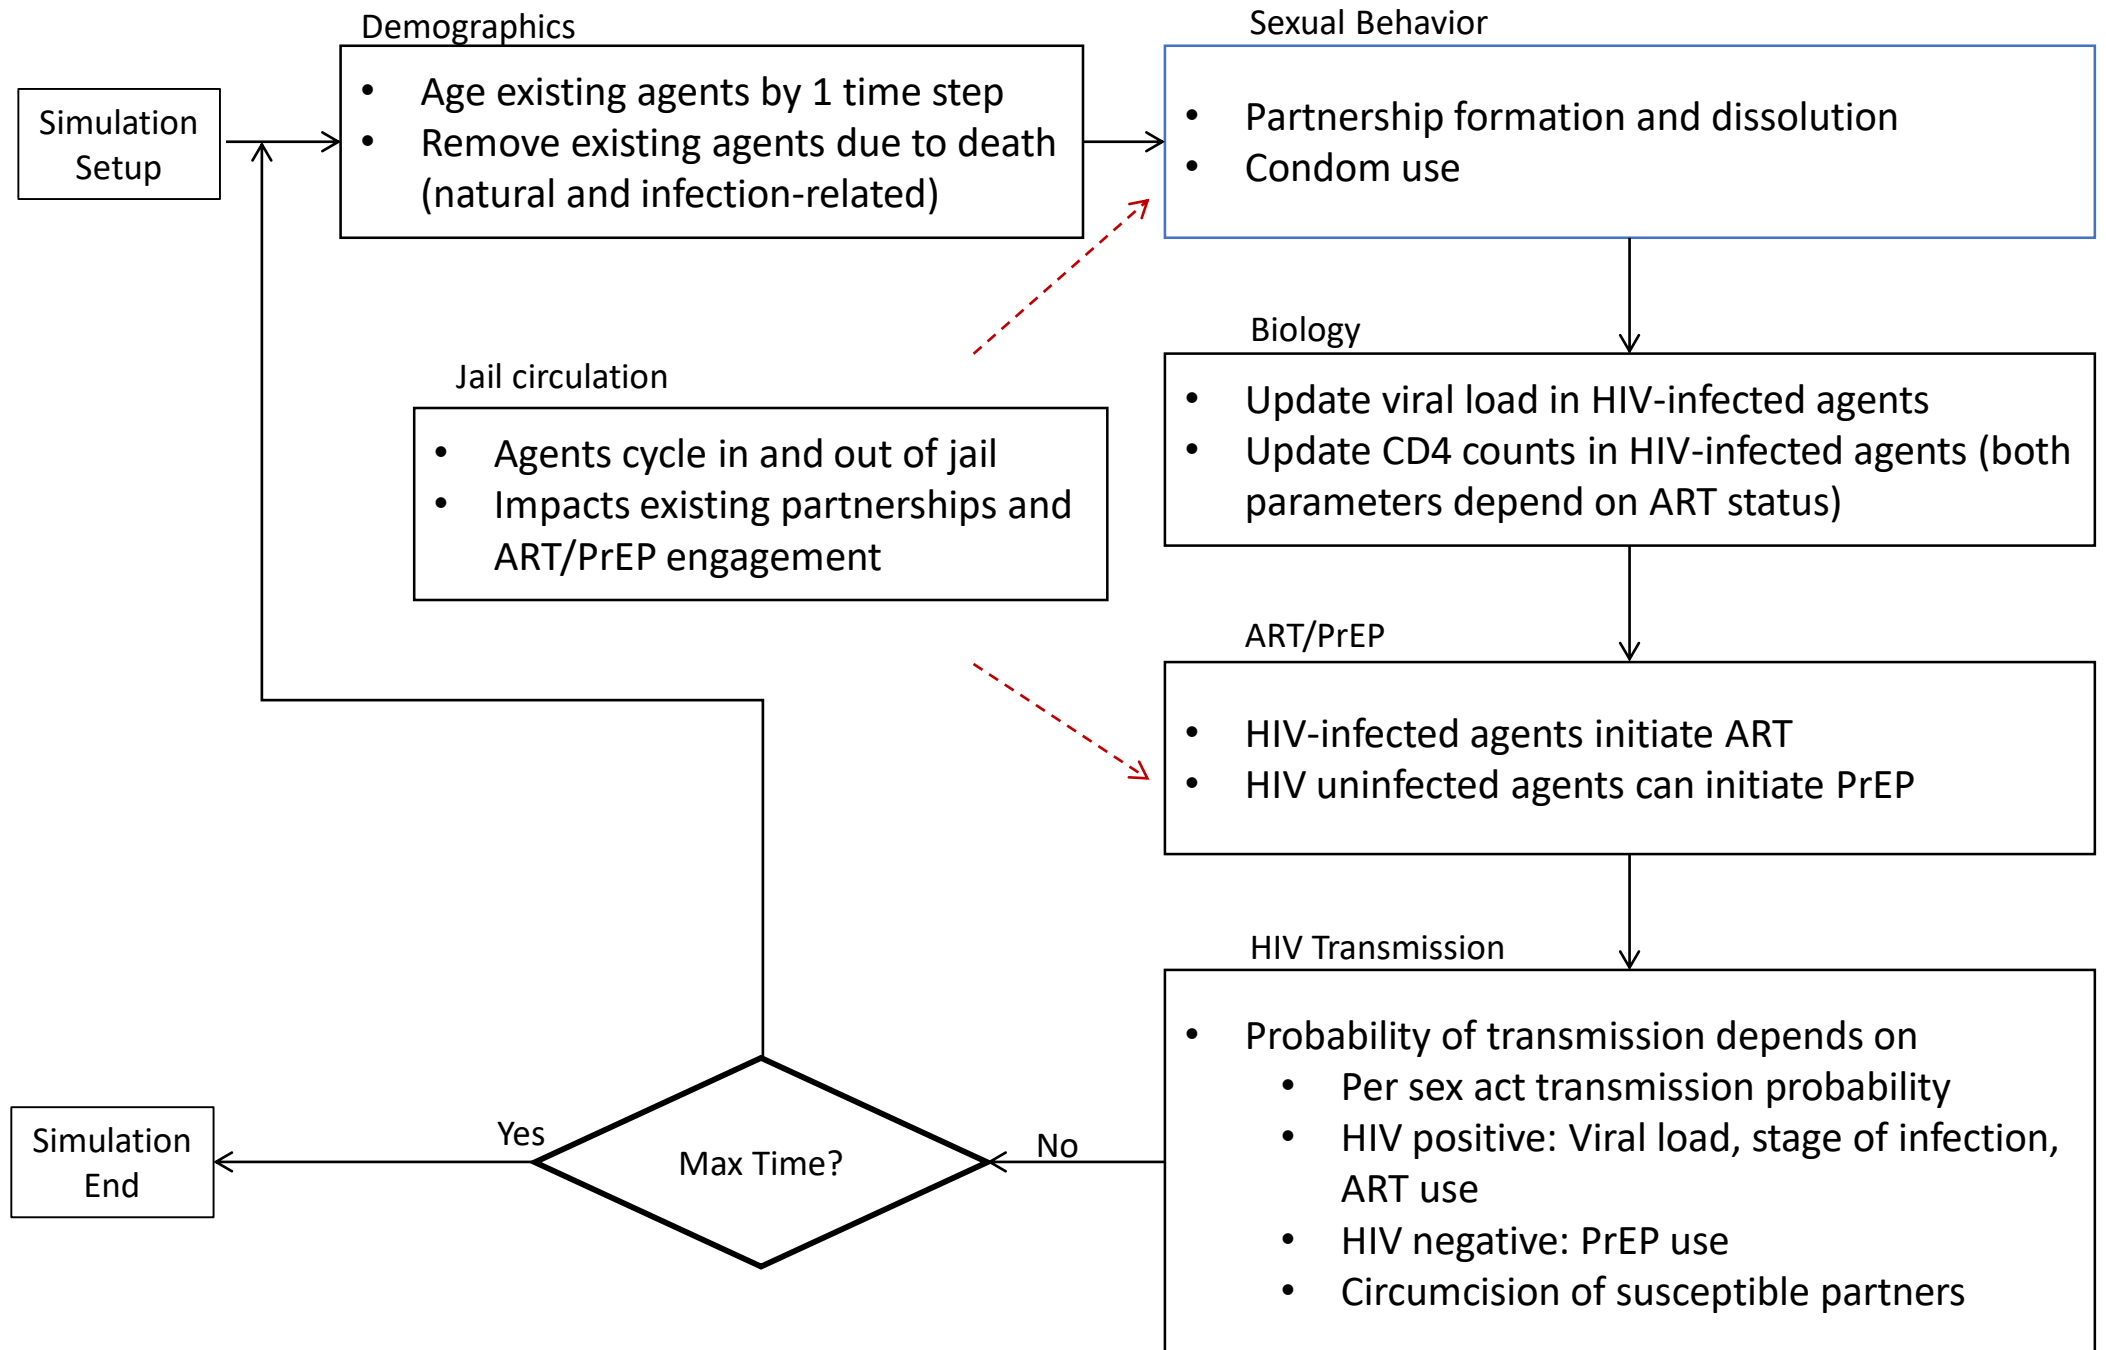 Demographics
Sexual Behavior
Simulation
Setup
• Age existing agents by 1 time step
• Remove existing agents due to death
(natural and infection-related)
• Partnership formation and dissolution
• Condom use
Jail circulation
• Agents cycle in and out of jail
• Impacts existing partnerships and
ART/PrEP engagement
Biology
• Update viral load in HIV-infected agents
• Update CD4 counts in HIV-infected agents (both
parameters depend on ART status)
ART/PrEP
• HIV-infected agents initiate ART
• HIV uninfected agents can initiate PrEP
HIV Transmission
• Probability of transmission depends on
• Per sex act transmission probability
• HIV positive: Viral load, stage of infection,
ART use
• HIV negative: PrEP use
• Circumcision of susceptible partners
No
Max Time?
Yes
Simulation
End